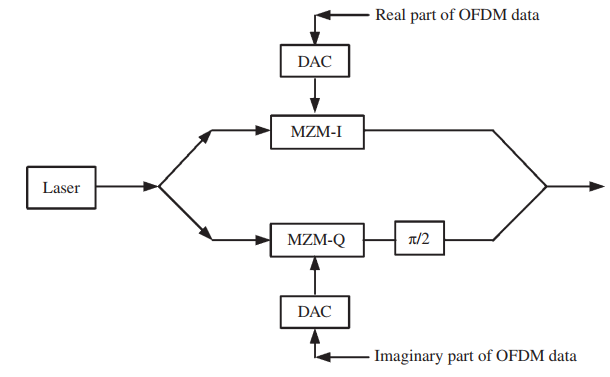 Real part of OFDM data
DAC
MZM-I
Laser
MZM-Q
π/2
DAC
Imaginary part of OFDM data